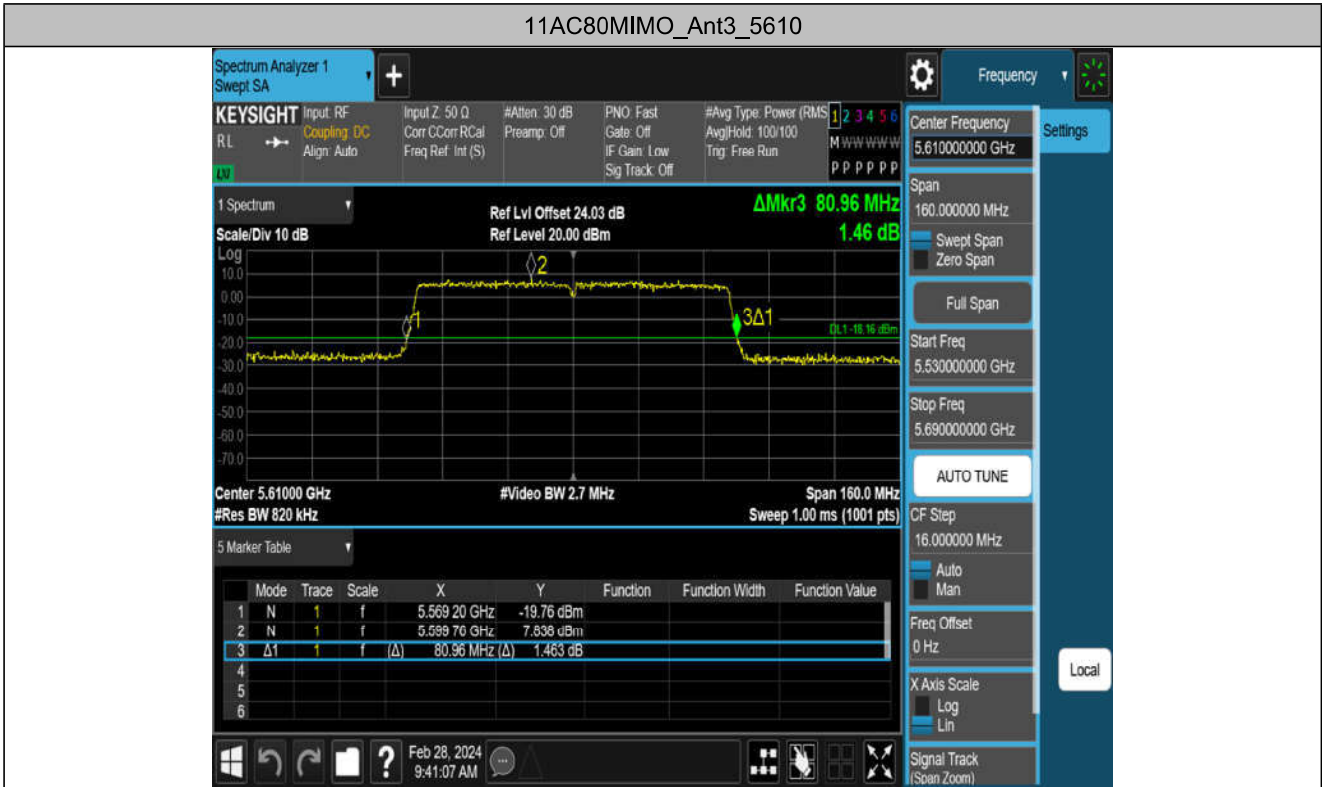 11AC80MIMO_Ant3_5610
Spectrum Analyzer 1
Swept SA
Frequency
KEYSIGHT
RL
LXI
Input: RF
Coupling: DC
Align: Auto
Input Z: 50 Ω
Corr CCorr RCal
Freq Ref: Int (S)
#Atten: 30 dB
Preamp: Off
PNO: Fast
Gate: Off
IF Gain: Low
Sig Track: Off
#Avg Type: Power (RMS
Avg|Hold: 100/100
Trig: Free Run
1 2 3 4 5 6
M W W W W W
P P P P P P
Center Frequency
5.610000000 GHz
Settings
Span
160.000000 MHz
Swept Span
Zero Span
Full Span
Start Freq
5.530000000 GHz
Stop Freq
5.690000000 GHz
AUTO TUNE
CF Step
16.000000 MHz
Auto
Man
Freq Offset
0 Hz
X Axis Scale
Log
Lin
Signal Track
(Span Zoom)
Local
1 Spectrum
Scale/Div 10 dB
Ref Lvl Offset 24.03 dB
Ref Level 20.00 dBm
ΔMkr3 80.96 MHz
1.46 dB
Log
10.0
0.00
-10.0
-20.0
-30.0
-40.0
-50.0
-60.0
-70.0
1
2
3Δ1
DL1 -18.16 dBm
Center 5.61000 GHz
#Video BW 2.7 MHz
Span 160.0 MHz
#Res BW 820 kHz
Sweep 1.00 ms (1001 pts)
5 Marker Table
Mode Trace Scale X Y Function Function Width Function Value
1 N 1 f 5.569 20 GHz -19.76 dBm
2 N 1 f 5.599 76 GHz 7.838 dBm
3 Δ1 1 f (Δ) 80.96 MHz (Δ) 1.463 dB
4
5
6
Feb 28, 2024
9:41:07 AM